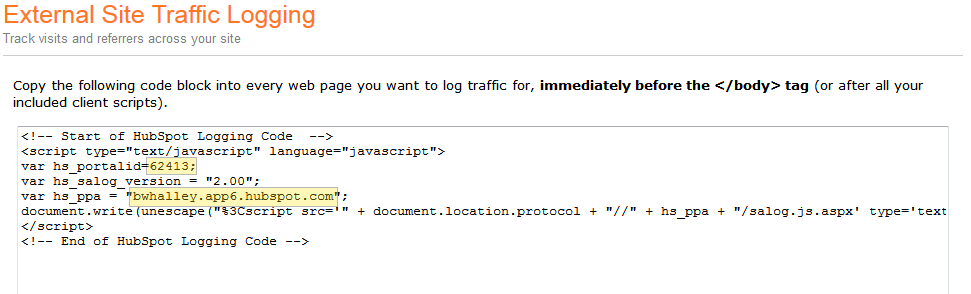 External Site Traffic Logging
Track visits and referrers across your site
Copy the following code block into every web page you want to log traffic for, immediately before the </body> tag (or after all your
included client scripts).
<!-- Start of HubSpot Logging Code  -->
<script type="text/javascript" language="javascript">
var hs_portalid=62413;
var hs_salog_version = "2.00";
var hs_ppa = "bwhalley.app6.hubspot.com";
document.write(unescape("%3Cscript src='" + document.location.protocol + "//" + hs_ppa + "/salog.js.aspx' type='text
</script>
<!-- End of HubSpot Logging Code -->